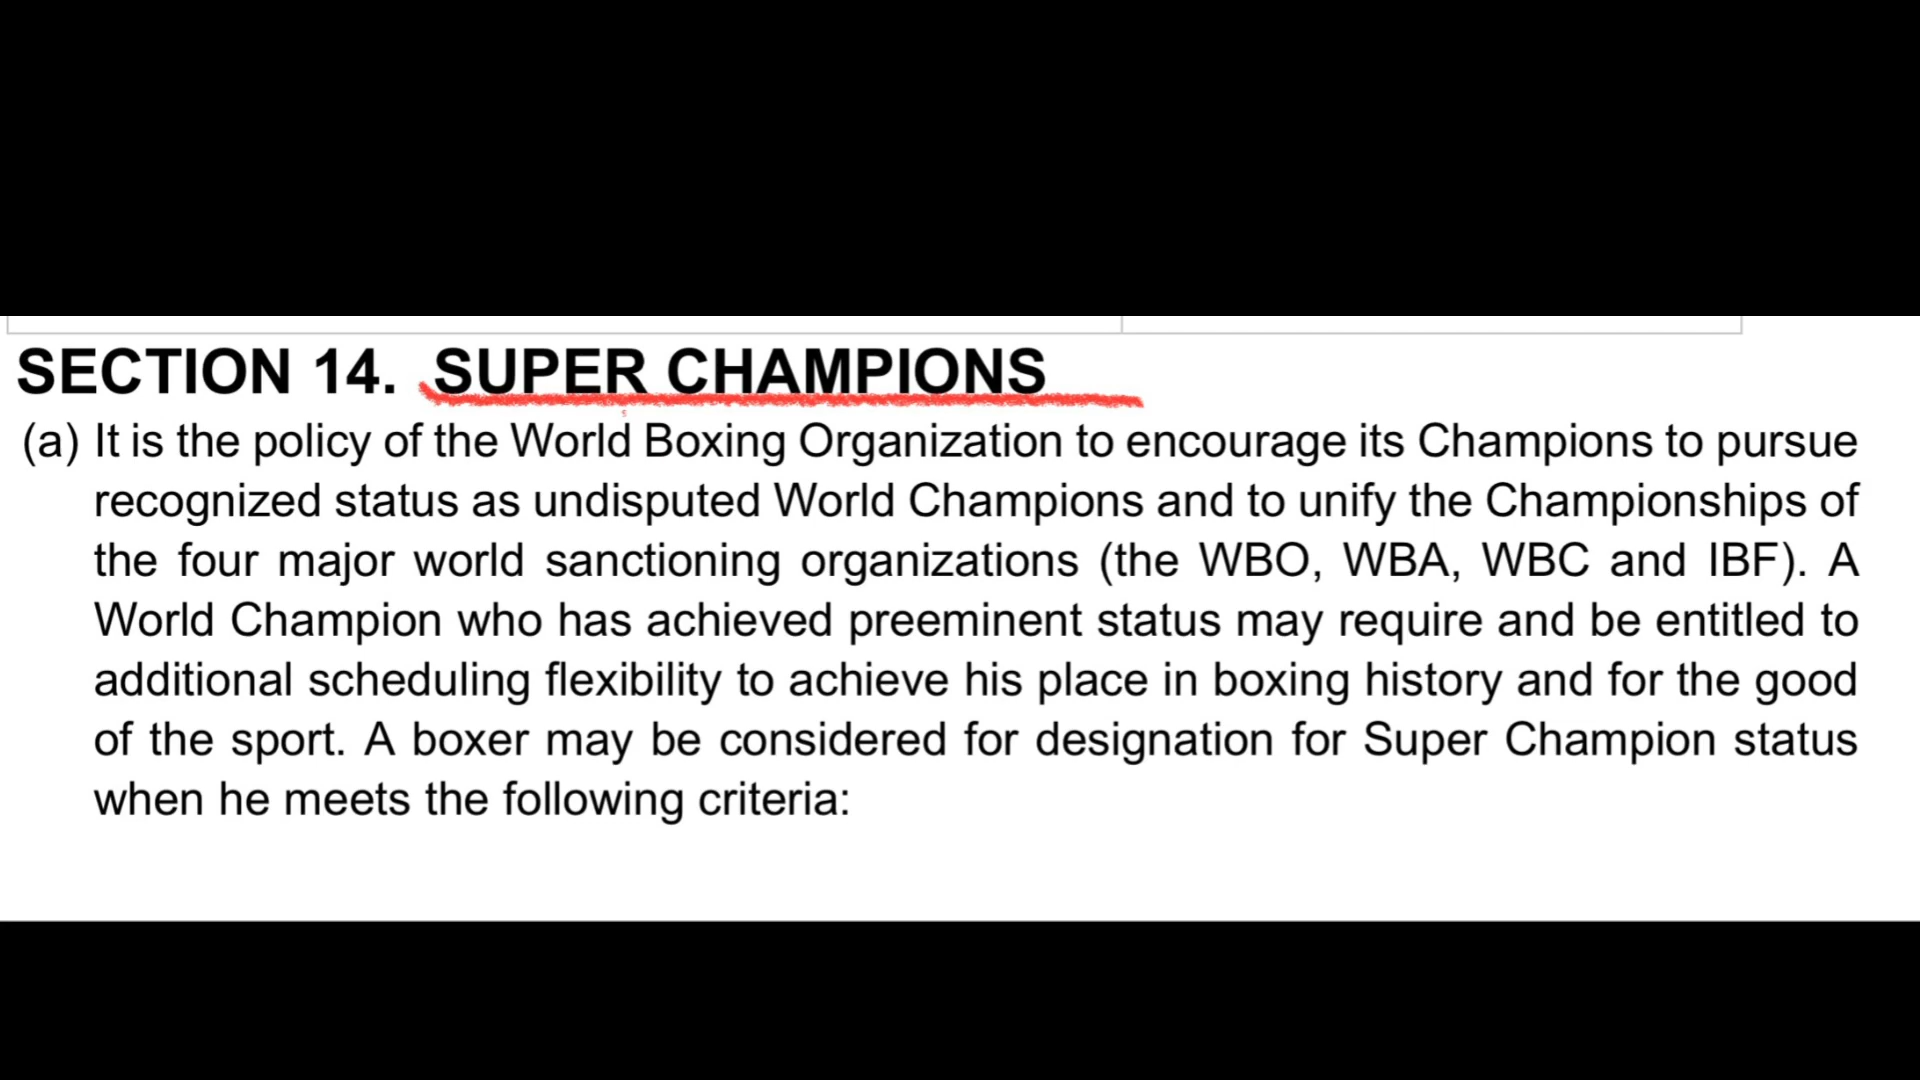 SECTION 14. SUPER CHAMPIONS
(a) It is the policy of the World Boxing Organization to encourage its Champions to pursue
recognized status as undisputed World Champions and to unify the Championships of
the four major world sanctioning organizations (the WBO, WBA, WBC and IBF). A
World Champion who has achieved preeminent status may require and be entitled to
additional scheduling flexibility to achieve his place in boxing history and for the good
of the sport. A boxer may be considered for designation for Super Champion status
when he meets the following criteria: